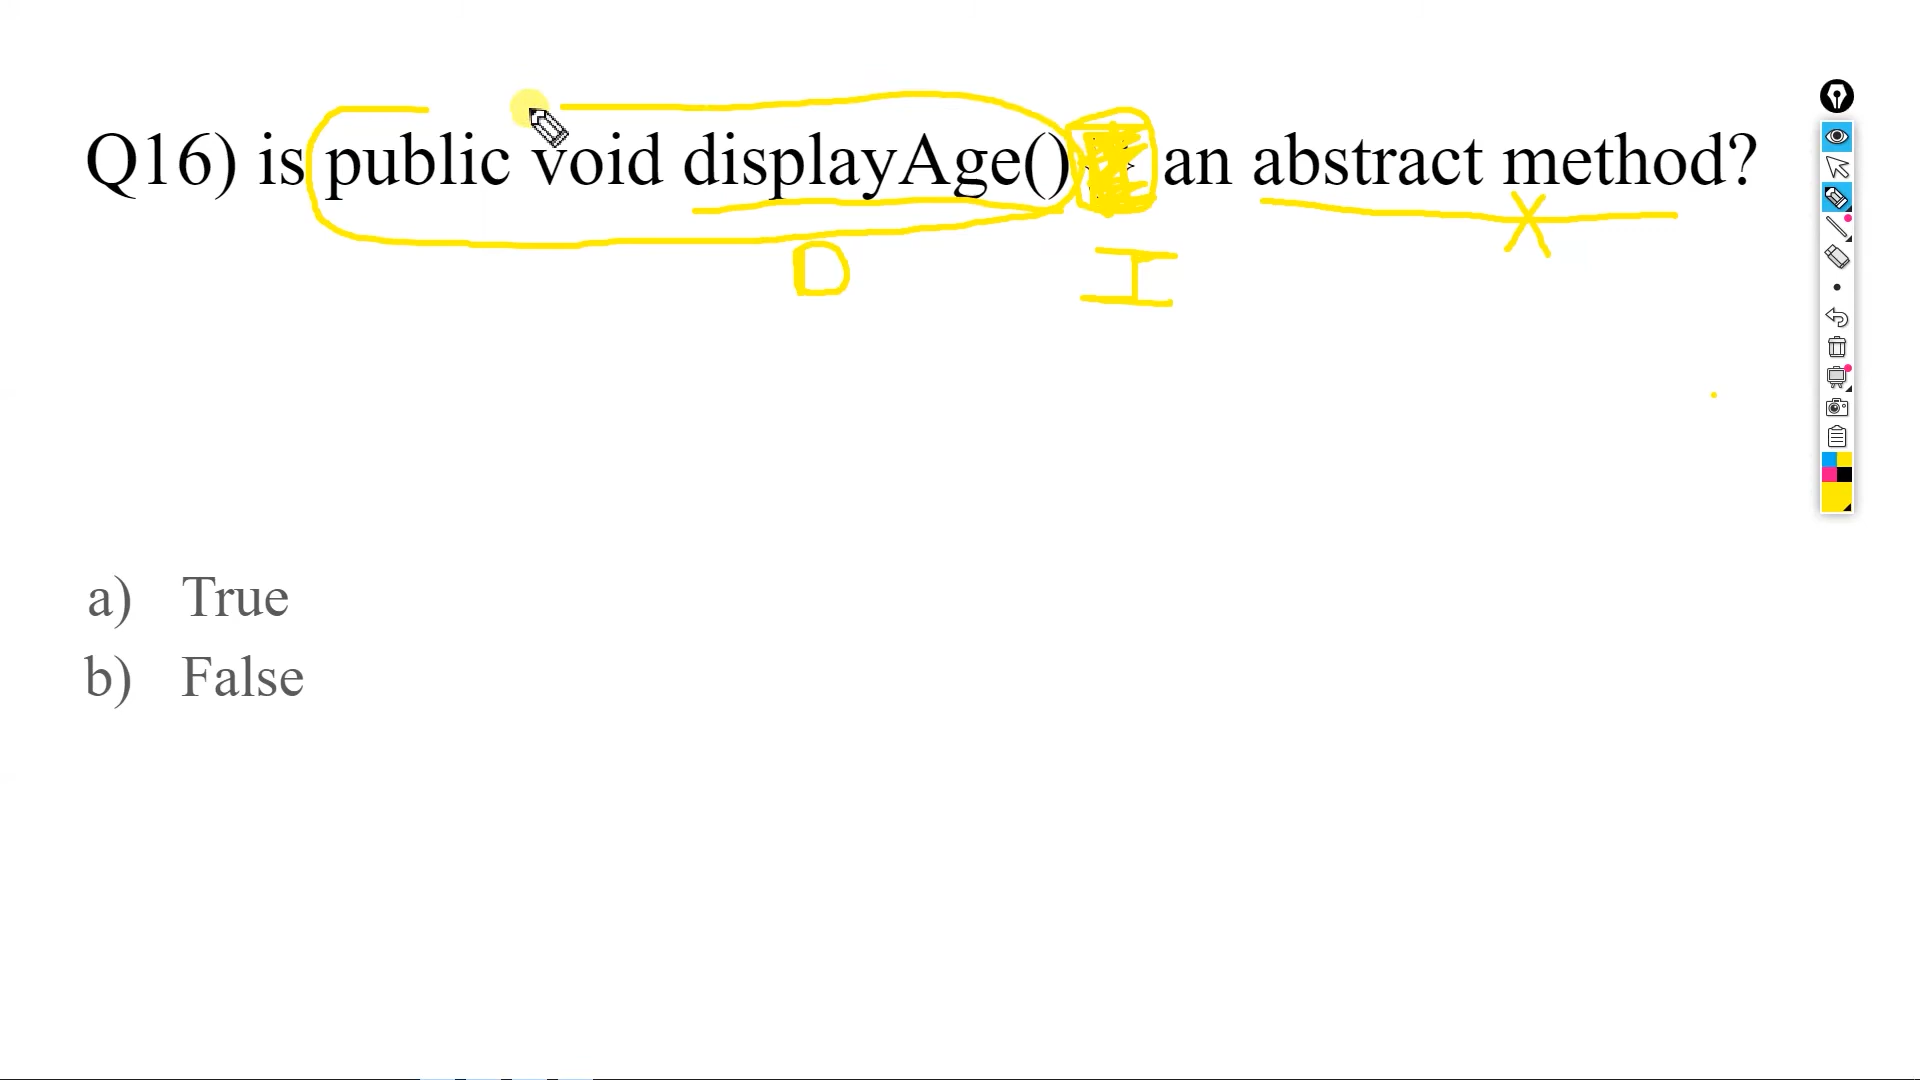 Q16) is public void displayAge() an abstract method?
D I
X
a) True
b) False